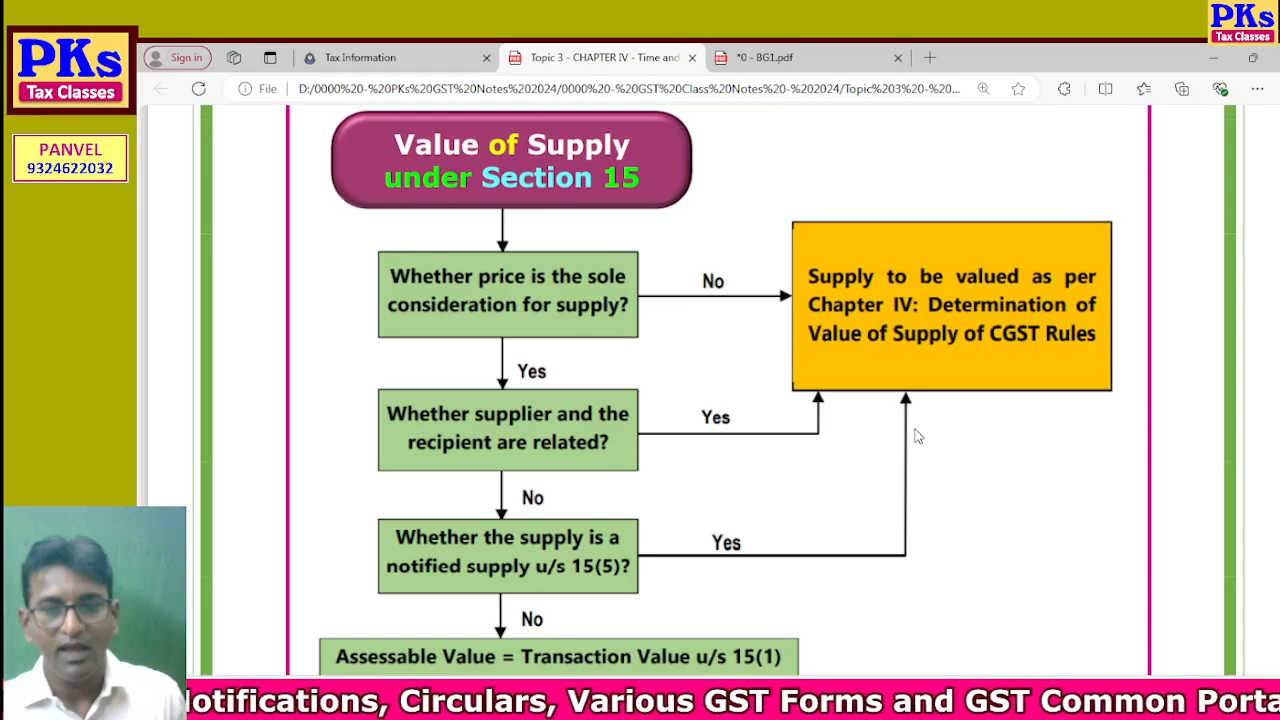 PKs
Tax Classes
PKs
Tax Classes
PANVEL
9324622032
Sign in
Tax Information
Topic 3 - CHAPTER IV - Time and
*0 - BG1.pdf
File
D:/0000%20-%20PKs%20GST%20Notes%202024/0000%20-%20GST%20Class%20Notes%20-%202024/Topic%203%20-%20...
Value of Supply
under Section 15
Whether price is the sole
consideration for supply?
No
Supply to be valued as per
Chapter IV: Determination of
Value of Supply of CGST Rules
Yes
Whether supplier and the
recipient are related?
Yes
No
Whether the supply is a
notified supply u/s 15(5)?
Yes
No
Assessable Value = Transaction Value u/s 15(1)
lotifications, Circulars, Various GST Forms and GST Common Porta